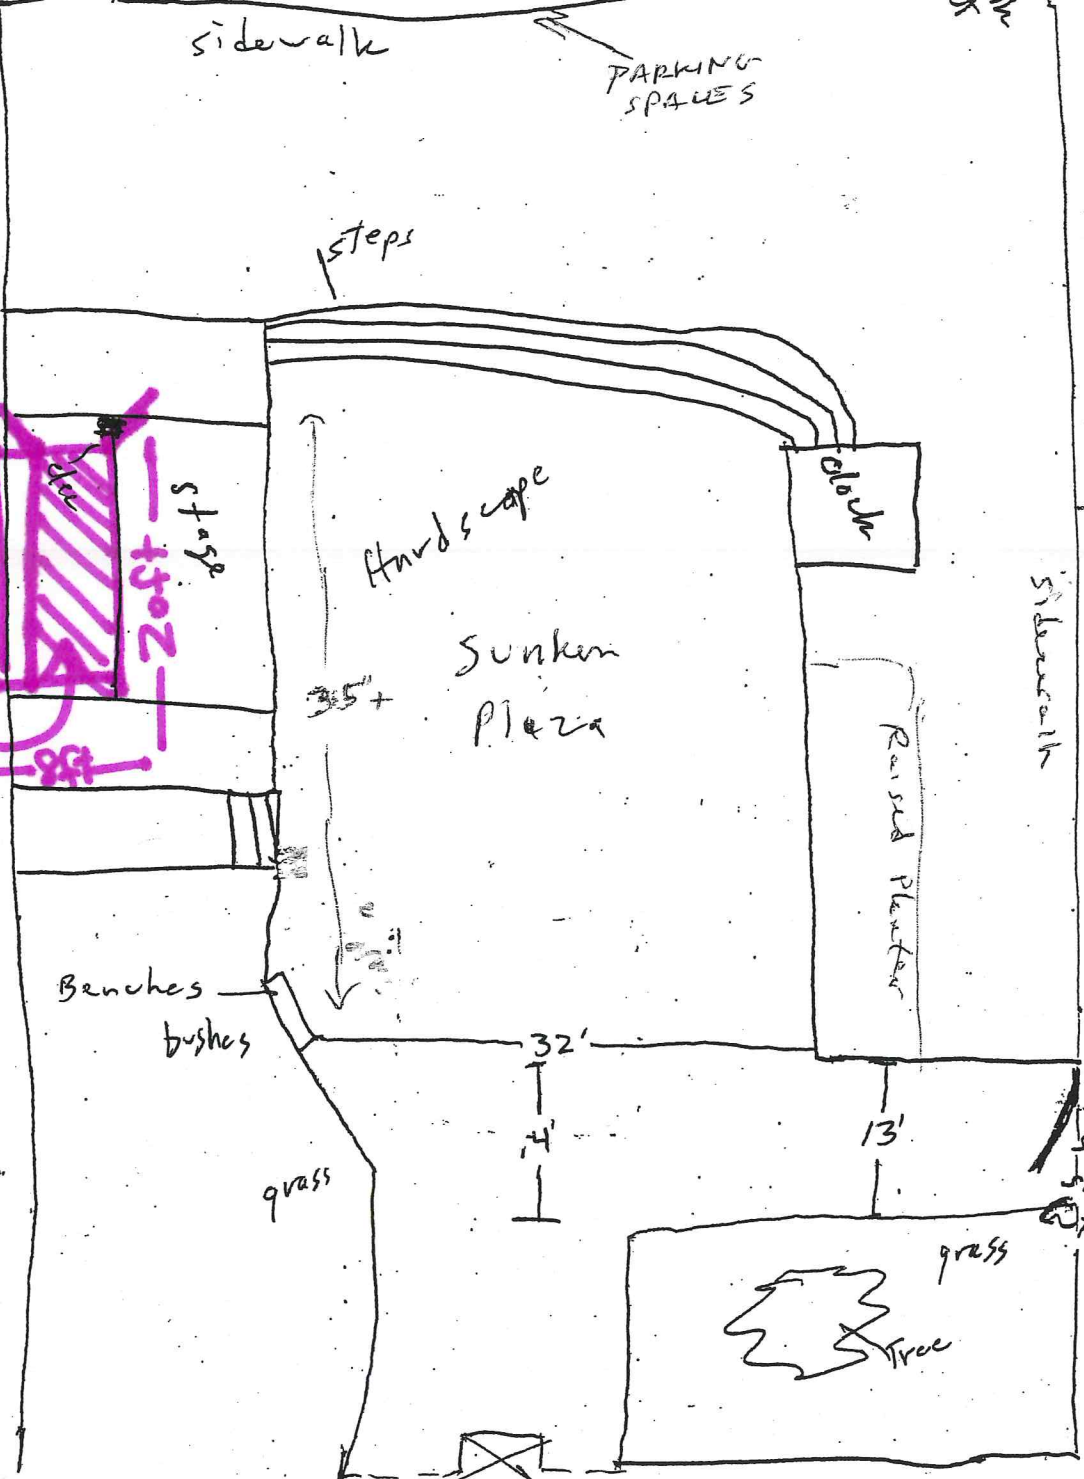 sidewalk
PARKING
SPACES
steps
stage
20ft
8ft
Hardscape
clock
35'+
Sunken
Plaza
sidewalk
Raised Planter
Benches
bushes
32'
13'
grass
grass
Tree